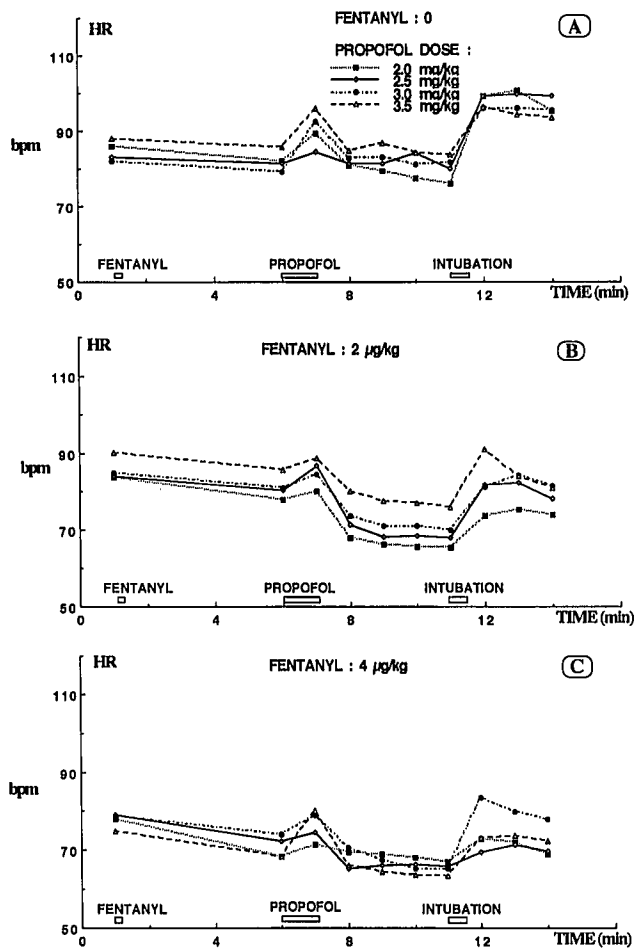 HR
FENTANYL : 0
A
PROPOFOL DOSE :
2.0 mg/kg
2.5 mg/kg
3.0 mg/kg
3.5 mg/kg
110
90
bpm
70
FENTANYL PROPOFOL INTUBATION
50
0 4 8 12 TIME (min)
HR
FENTANYL : 2 µg/kg
B
110
90
bpm
70
FENTANYL PROPOFOL INTUBATION
50
0 4 8 12 TIME (min)
HR
FENTANYL : 4 µg/kg
C
110
90
bpm
70
FENTANYL PROPOFOL INTUBATION
50
0 4 8 12 TIME (min)